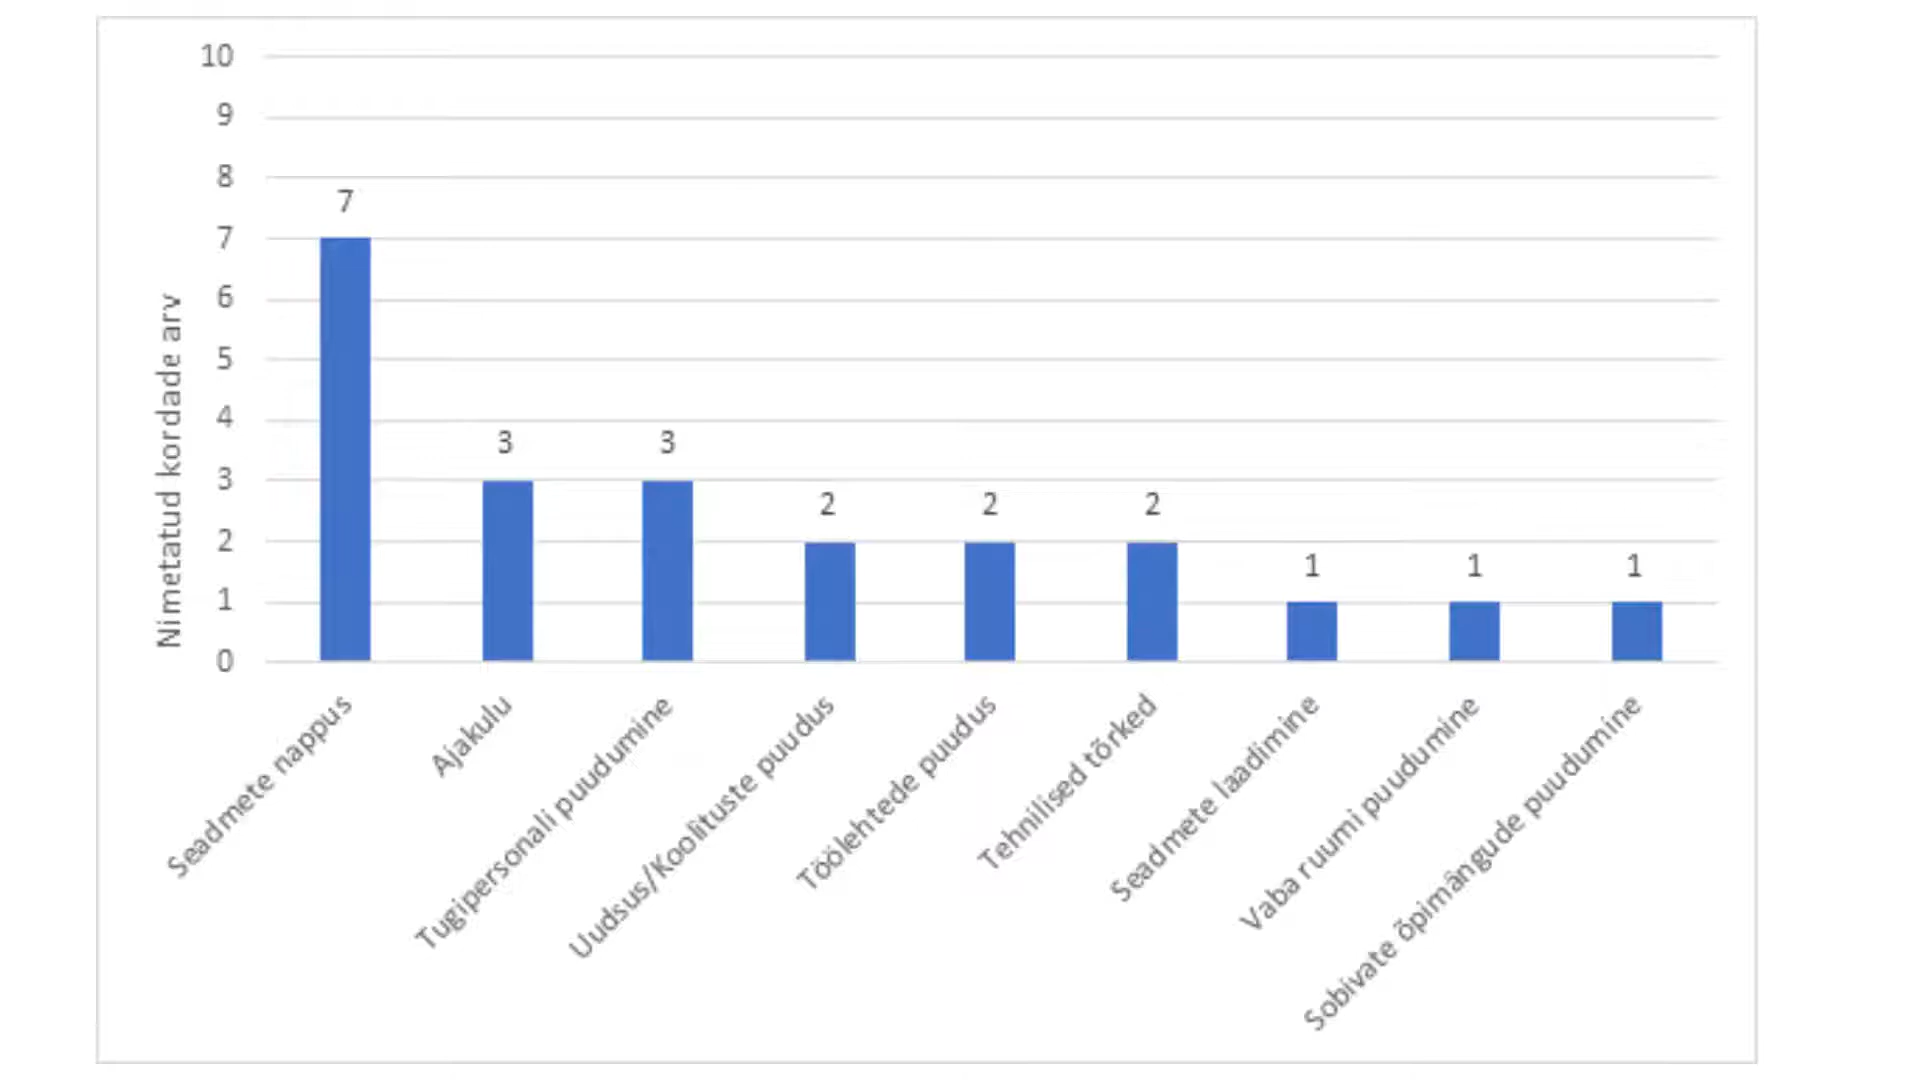 10
9
8
7
6
5
4
3
2
1
0
Nimetatud kordade arv
7
3
3
2
2
2
1
1
1
Seadmete nappus
Ajakulu
Tugipersonali puudumine
Uudsus/Koolituste puudus
Töölehtede puudus
Tehnilised tõrked
Seadmete laadimine
Vaba ruumi puudumine
Sobivate õpimängude puudumine